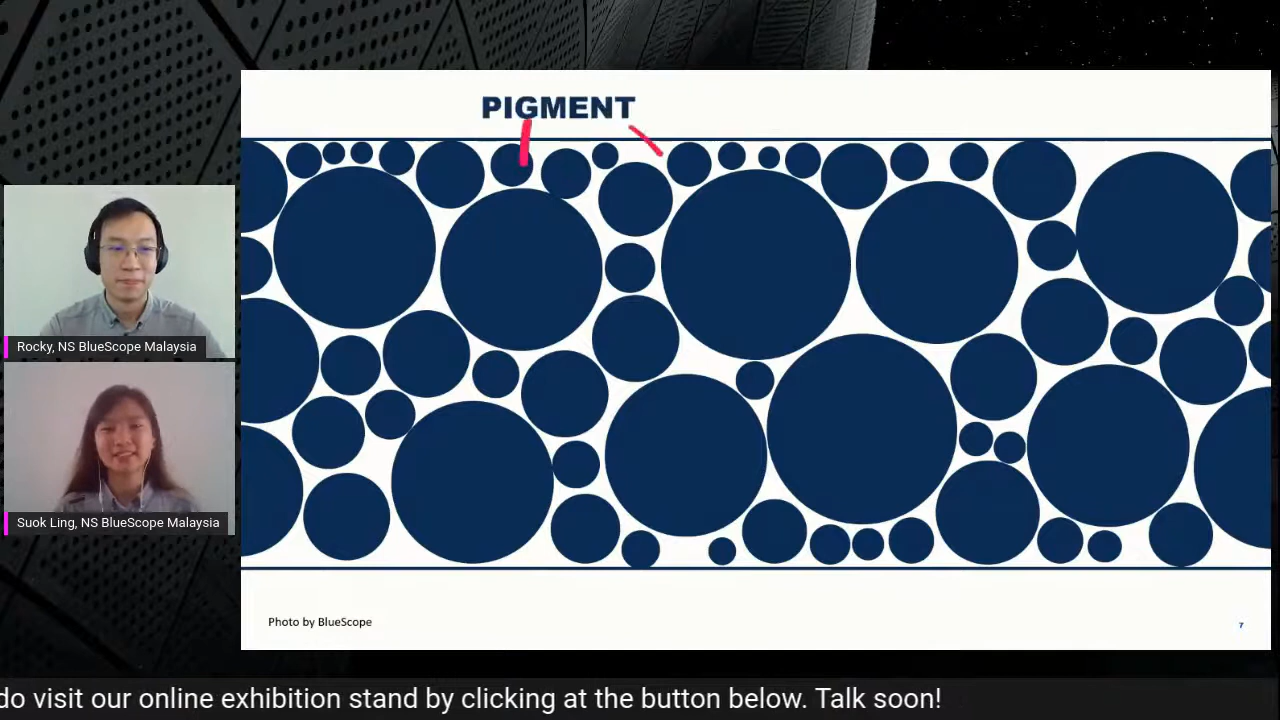 PIGMENT
Rocky, NS BlueScope Malaysia
Suok Ling, NS BlueScope Malaysia
Photo by BlueScope
7
do visit our online exhibition stand by clicking at the button below. Talk soon!